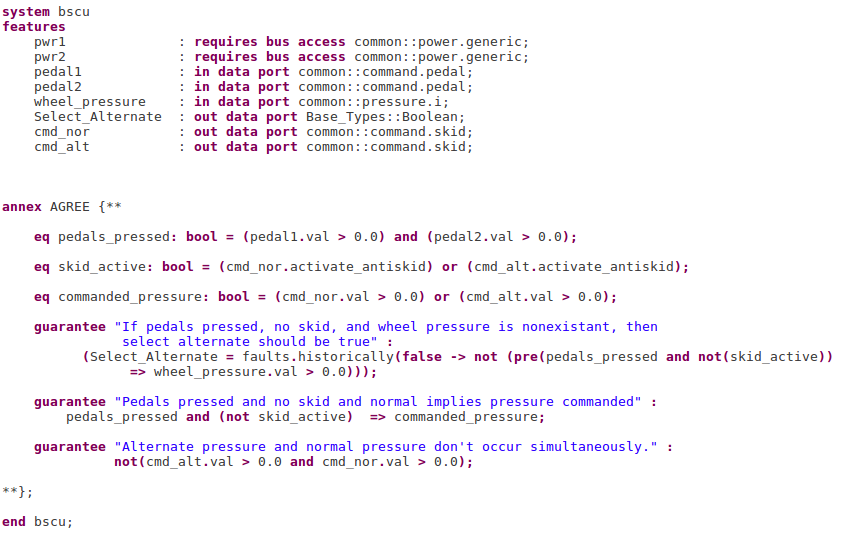 system bscu
features
    pwr1              : requires bus access common::power.generic;
    pwr2              : requires bus access common::power.generic;
    pedal1            : in data port common::command.pedal;
    pedal2            : in data port common::command.pedal;
    wheel_pressure    : in data port common::pressure.i;
    Select_Alternate  : out data port Base_Types::Boolean;
    cmd_nor           : out data port common::command.skid;
    cmd_alt           : out data port common::command.skid;
annex AGREE {**
    eq pedals_pressed: bool = (pedal1.val > 0.0) and (pedal2.val > 0.0);
    eq skid_active: bool = (cmd_nor.activate_antiskid) or (cmd_alt.activate_antiskid);
    eq commanded_pressure: bool = (cmd_nor.val > 0.0) or (cmd_alt.val > 0.0);
    guarantee "If pedals pressed, no skid, and wheel pressure is nonexistant, then
               select alternate should be true" :
          (Select_Alternate = faults.historically(false -> not (pre(pedals_pressed and not(skid_active))
                => wheel_pressure.val > 0.0)));
    guarantee "Pedals pressed and no skid and normal implies pressure commanded" :
        pedals_pressed and (not skid_active)  => commanded_pressure;
    guarantee "Alternate pressure and normal pressure don't occur simultaneously." :
              not(cmd_alt.val > 0.0 and cmd_nor.val > 0.0);
**};
end bscu;